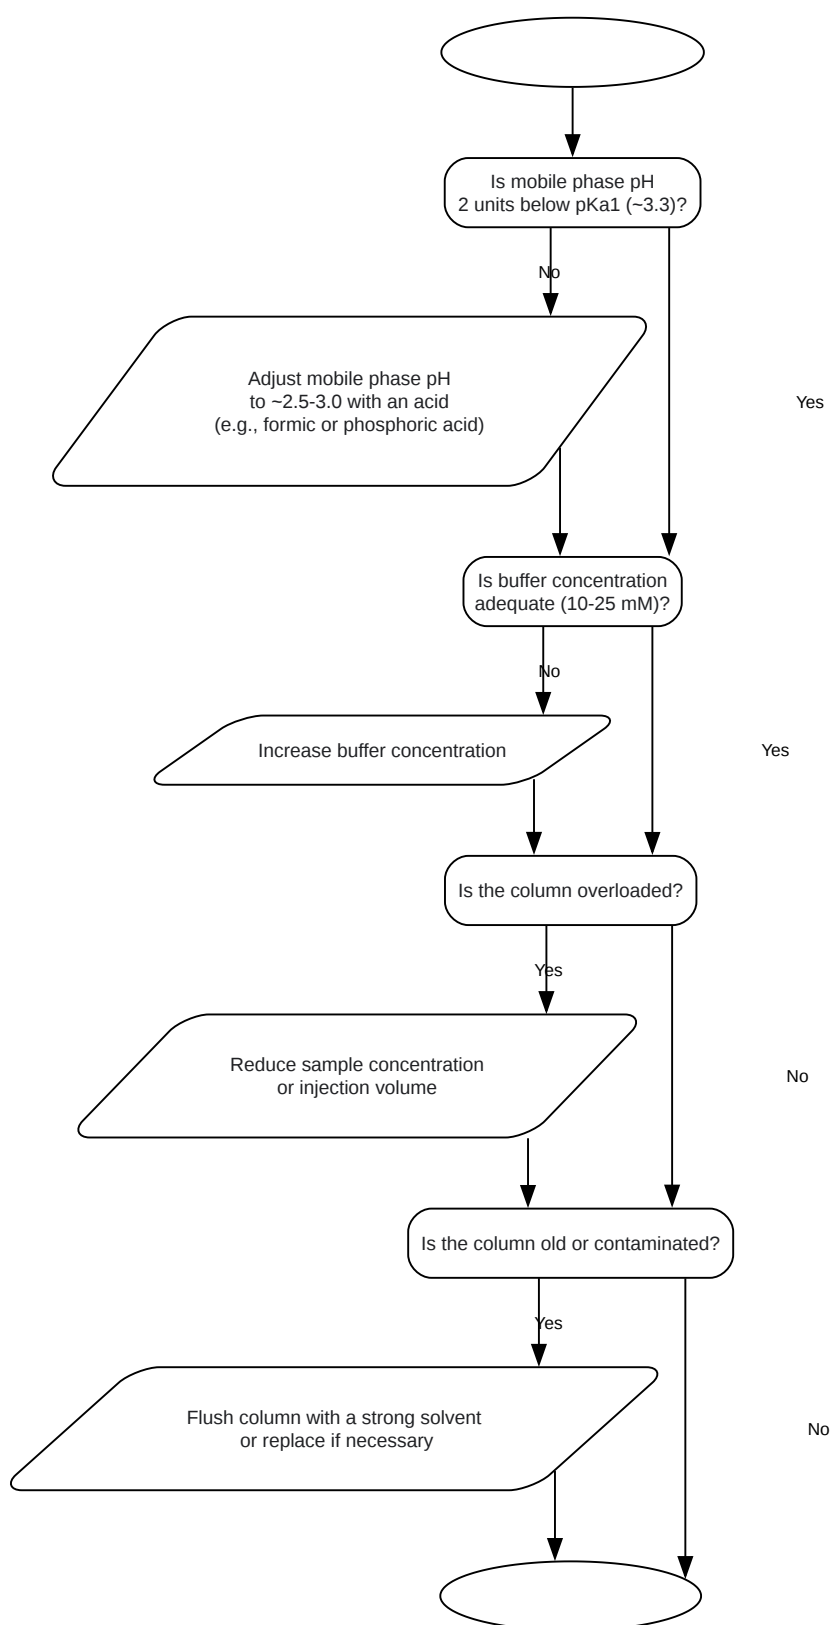 Is mobile phase pH
2 units below pKa1 (~3.3)?
No
Adjust mobile phase pH
to ~2.5-3.0 with an acid
(e.g., formic or phosphoric acid)
Yes
Is buffer concentration
adequate (10-25 mM)?
No
Increase buffer concentration
Yes
Is the column overloaded?
Yes
Reduce sample concentration
or injection volume
No
Is the column old or contaminated?
Yes
Flush column with a strong solvent
or replace if necessary
No